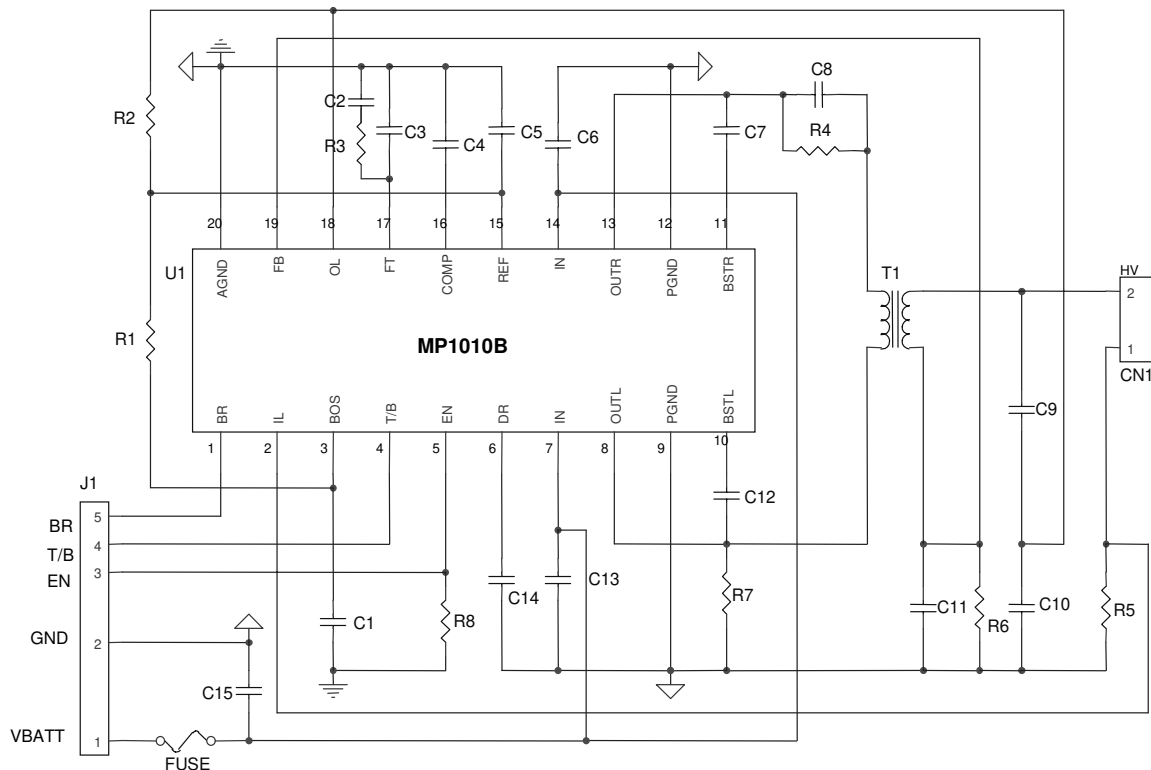 C8
R2
C2
R3
C3
C4
C5
C6
C7
R4
20
19
18
17
16
15
14
13
12
11
U1
AGND
FB
OL
FT
COMP
REF
IN
OUTR
PGND
BSTR
T1
HV
2
1
CN1
R1
MP1010B
BR
IL
BOS
T/B
EN
DR
IN
OUTL
PGND
BSTL
1
2
3
4
5
6
7
8
9
10
C9
J1
C12
BR
5
T/B
4
EN
3
C14
C13
R7
C1
R8
C11
R6
C10
R5
GND
2
C15
VBATT
1
FUSE